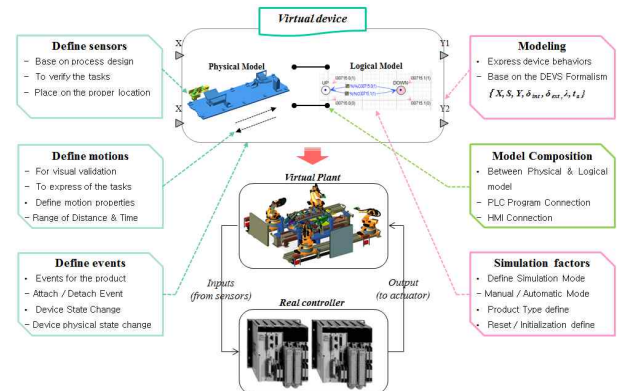 Virtual device
Define sensors
– Base on process design
– To verify the tasks
– Place on the proper location
X
X
Physical Model
Logical Model
UP
DOWN
Y1
Y2
Modeling
• Express device behaviors
• Base on the DEVS Formalism
{ X, S, Y, δint, δext, λ, ta }
Define motions
– For visual validation
– To express of the tasks
• Define motion properties
– Range of Distance & Time
Model Composition
• Between Physical & Logical
model
– PLC Program Connection
– HMI Connection
Virtual Plant
Define events
• Events for the product
– Attach / Detach Event
• Device State Change
– Device physical state change
Inputs
(from sensors)
Output
(to actuator)
Simulation factors
• Define Simulation Mode
– Manual / Automatic Mode
• Product Type define
• Reset / Initialization define
Real controller